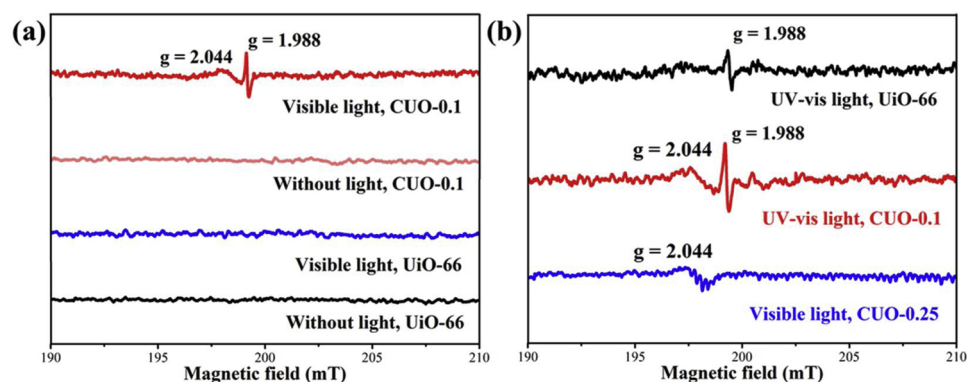 (a)
g = 1.988
g = 2.044
Visible light, CUO-0.1
Without light, CUO-0.1
Visible light, UiO-66
Without light, UiO-66
190 195 200 205 210
Magnetic field (mT)
(b)
g = 1.988
UV-vis light, UiO-66
g = 1.988
g = 2.044
UV-vis light, CUO-0.1
g = 2.044
Visible light, CUO-0.25
190 195 200 205 210
Magnetic field (mT)